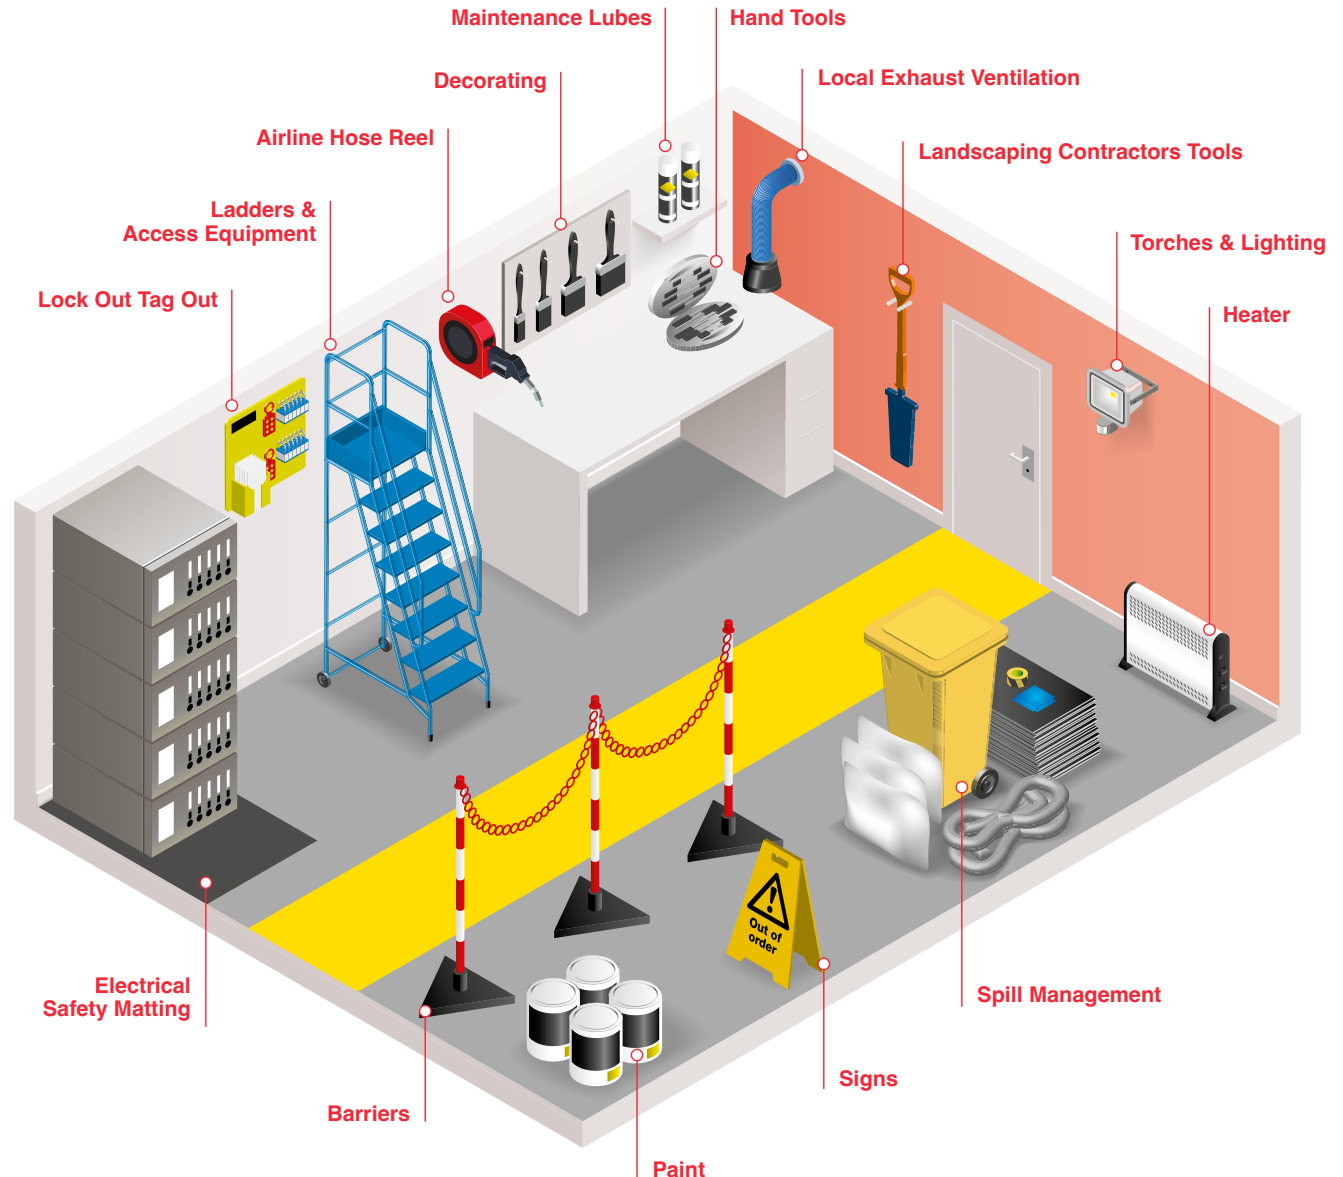 Maintenance Lubes
Hand Tools
Decorating
Local Exhaust Ventilation
Airline Hose Reel
Landscaping Contractors Tools
Ladders &
Access Equipment
Torches & Lighting
Lock Out Tag Out
Heater
Out of
order
Electrical
Safety Matting
Spill Management
Signs
Barriers
Paint